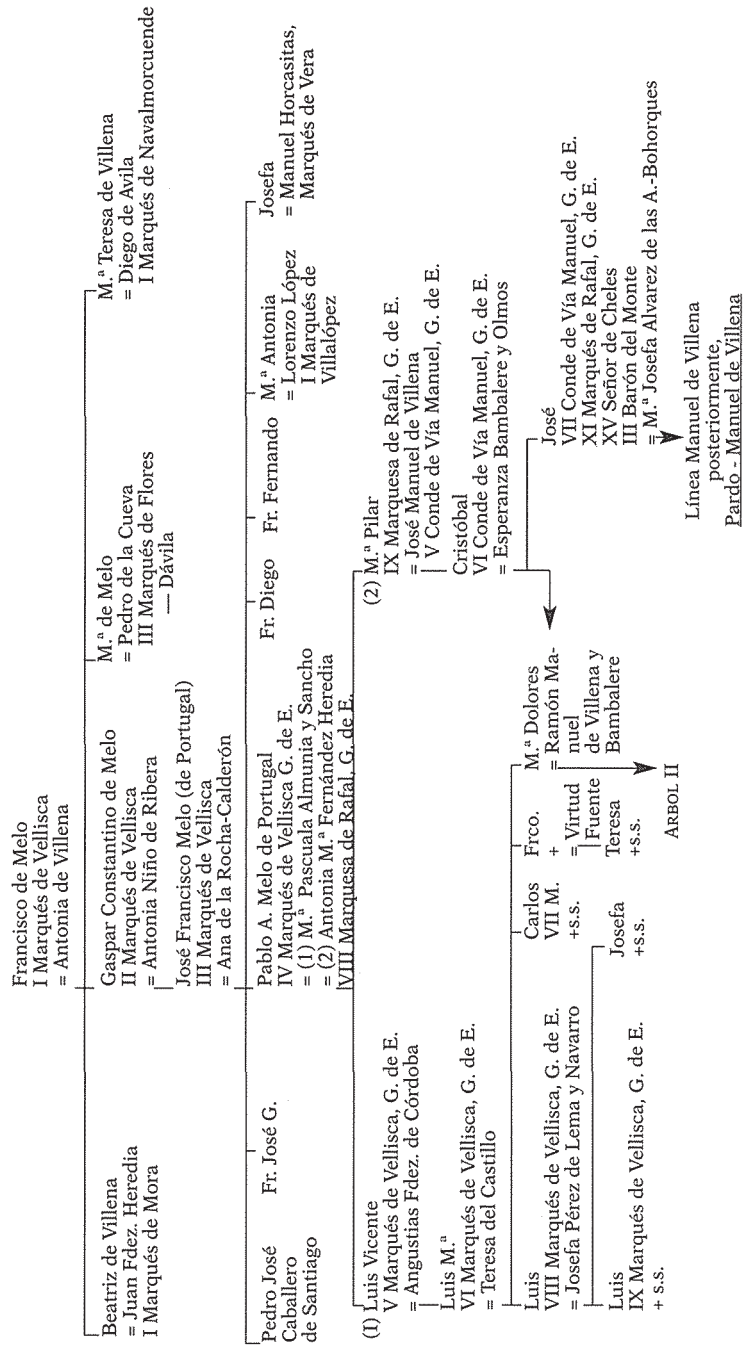 Francisco de Melo
I Marqués de Vellisca
= Antonia de Villena
Beatriz de Villena
= Juan Fdez. Heredia
I Marqués de Mora
Gaspar Constantino de Melo
II Marqués de Vellisca
= Antonia Niño de Ribera
M.ª de Melo
= Pedro de la Cueva
III Marqués de Flores
Dávila
M.ª Teresa de Villena
= Diego de Avila
I Marqués de Navalmorcuende
José Francisco Melo (de Portugal)
III Marqués de Vellisca
= Ana de la Rocha-Calderón
Pedro José
Caballero
de Santiago
Fr. José G.
Pablo A. Melo de Portugal
IV Marqués de Vellisca G. de E.
= (1) M.ª Pascuala Almunia y Sancho
= (2) Antonia M.ª Fernández Heredia
VIII Marquesa de Rafal, G. de E.
Fr. Diego
Fr. Fernando
M.ª Antonia
= Lorenzo López
I Marqués de
Villalópez
Josefa
= Manuel Horcasitas,
Marqués de Vera
(I) Luis Vicente
V Marqués de Vellisca, G. de E.
= Angustias Fdez. de Córdoba
(2) M.ª Pilar
IX Marquesa de Rafal, G. de E.
= José Manuel de Villena
V Conde de Vía Manuel, G. de E.
Luis M.ª
VI Marqués de Vellisca, G. de E.
= Teresa del Castillo
Cristóbal
VI Conde de Vía Manuel, G. de E.
= Esperanza Bambalere y Olmos
Luis
VIII Marqués de Vellisca, G. de E.
= Josefa Pérez de Lema y Navarro
Carlos
VII M.
+s.s.
Frco.
+
= Virtud
Fuente
Teresa
+s.s.
M.ª Dolores
= Ramón Ma-
nuel
de Villena y
Bambalere
José
VII Conde de Vía Manuel, G. de E.
XI Marqués de Rafal, G. de E.
XV Señor de Cheles
III Barón del Monte
= M.ª Josefa Alvarez de las A.-Bohorques
Luis
IX Marqués de Vellisca, G. de E.
+ s.s.
Josefa
+s.s.
ARBOL II
Línea Manuel de Villena
posteriormente,
Pardo - Manuel de Villena